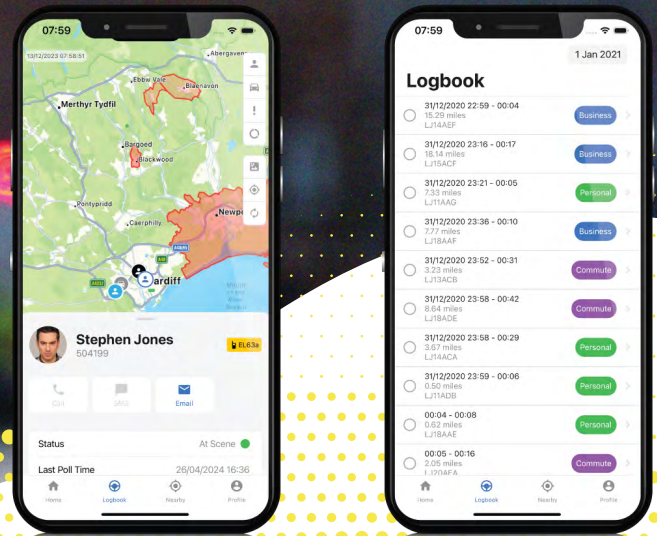 07:59
13/12/2023 07:58:51
Abergaven
Ebbw Vale
Blaenavon
Merthyr Tydfil
Bargoed
Blackwood
Pontypridd
Caerphilly
Newp
ardiff
Stephen Jones
504199
EL63a
Call
SMS
Email
Status
At Scene
Last Poll Time
26/04/2024 16:36
Home
Logbook
Nearby
Profile
07:59
1 Jan 2021
Logbook
31/12/2020 22:59 - 00:04
15.29 miles
Business
LJ14AEF
31/12/2020 23:16 - 00:17
18.14 miles
Business
LJ15ACF
31/12/2020 23:21 - 00:05
7.33 miles
Personal
LJ11AAG
31/12/2020 23:36 - 00:10
7.77 miles
Business
LJ18AAF
31/12/2020 23:52 - 00:31
3.23 miles
Commute
LJ13ACB
31/12/2020 23:58 - 00:42
8.64 miles
Commute
LJ18ADE
31/12/2020 23:58 - 00:29
3.67 miles
Personal
LJ14ACA
31/12/2020 23:59 - 00:06
0.50 miles
Personal
LJ11ADB
00:04 - 00:08
0.62 miles
Personal
LJ18AAE
00:05 - 00:16
2.05 miles
Commute
LJ20AEA
Home
Logbook
Nearby
Profile